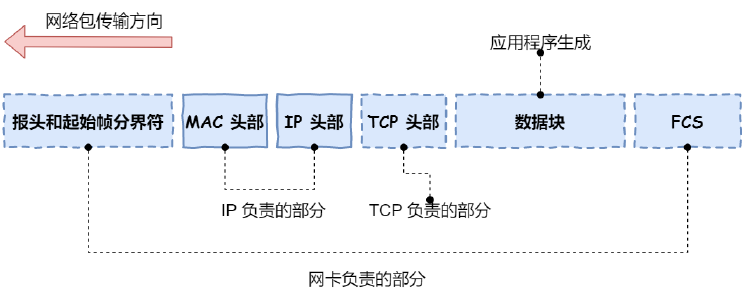 网络包传输方向
应用程序生成
报头和起始帧分界符 MAC 头部 IP 头部 TCP 头部 数据块 FCS
IP 负责的部分 TCP 负责的部分
网卡负责的部分